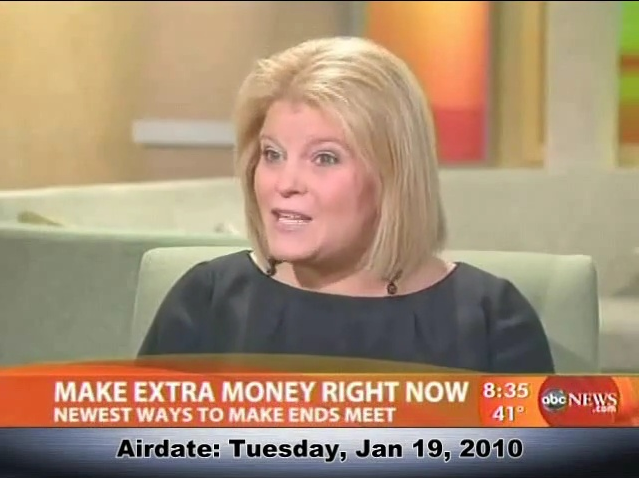 MAKE EXTRA MONEY RIGHT NOW
NEWEST WAYS TO MAKE ENDS MEET
8:35
41°
abc NEWS
.com
Airdate: Tuesday, Jan 19, 2010